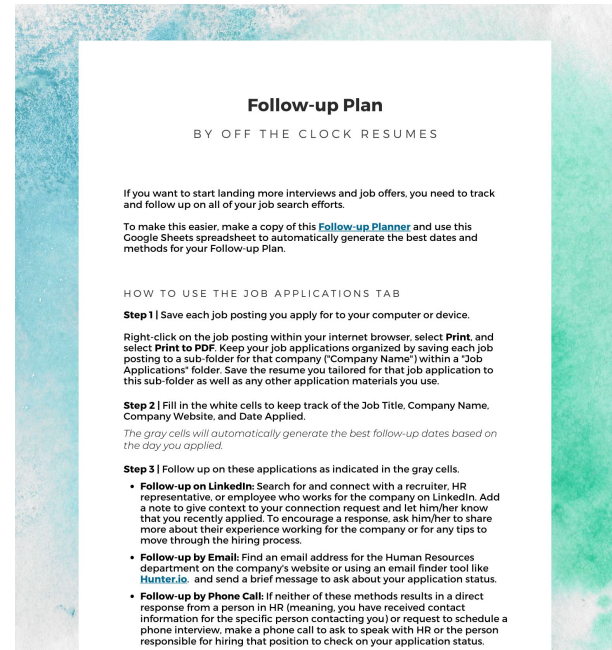 Follow-up Plan
BY OFF THE CLOCK RESUMES
If you want to start landing more interviews and job offers, you need to track
and follow up on all of your job search efforts.
To make this easier, make a copy of this Follow-up Planner and use this
Google Sheets spreadsheet to automatically generate the best dates and
methods for your Follow-up Plan.
HOW TO USE THE JOB APPLICATIONS TAB
Step 1 | Save each job posting you apply for to your computer or device.
Right-click on the job posting within your internet browser, select Print, and
select Print to PDF. Keep your job applications organized by saving each job
posting to a sub-folder for that company ("Company Name") within a "Job
Applications" folder. Save the resume you tailored for that job application to
this sub-folder as well as any other application materials you use.
Step 2 | Fill in the white cells to keep track of the Job Title, Company Name,
Company Website, and Date Applied.
The gray cells will automatically generate the best follow-up dates based on
the day you applied.
Step 3 | Follow up on these applications as indicated in the gray cells.
• Follow-up on LinkedIn: Search for and connect with a recruiter, HR
representative, or employee who works for the company on LinkedIn. Add
a note to give context to your connection request and let him/her know
that you recently applied. To encourage a response, ask him/her to share
more about their experience working for the company or for any tips to
move through the hiring process.
• Follow-up by Email: Find an email address for the Human Resources
department on the company's website or using an email finder tool like
Hunter.io. and send a brief message to ask about your application status.
• Follow-up by Phone Call: If neither of these methods results in a direct
response from a person in HR (meaning, you have received contact
information for the specific person contacting you) or request to schedule a
phone interview, make a phone call to ask to speak with HR or the person
responsible for hiring that position to check on your application status.